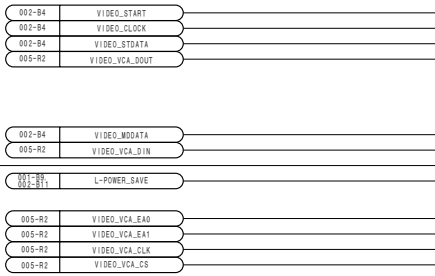 002-B4 VIDEO_START
002-B4 VIDEO_CLOCK
002-B4 VIDEO_STDATA
005-R2 VIDEO_VCA_DOUT
002-B4 VIDEO_MDDATA
005-R2 VIDEO_VCA_DIN
001-B9
002-B11 L-POWER_SAVE
005-R2 VIDEO_VCA_EA0
005-R2 VIDEO_VCA_EA1
005-R2 VIDEO_VCA_CLK
005-R2 VIDEO_VCA_CS